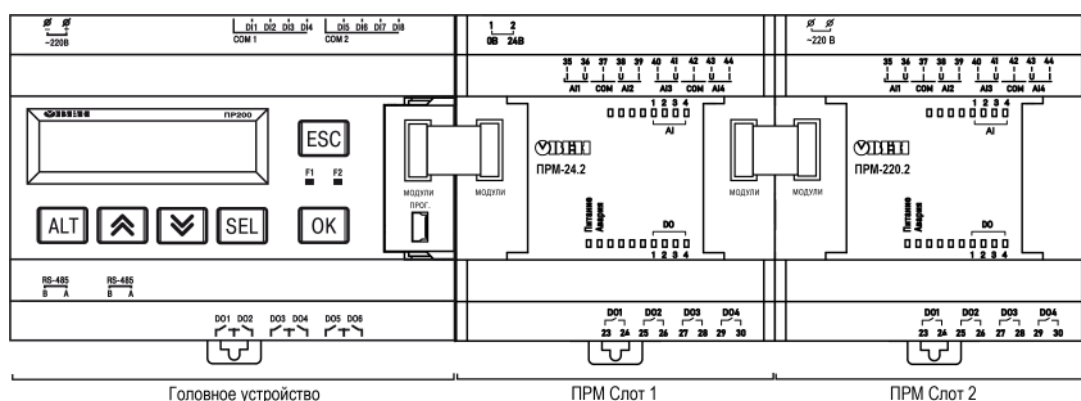 ~220В
DI1 DI2 DI3 DI4 DI5 DI6 DI7 DI8
COM 1 COM 2
1 2
0В 24В
~220 В
35 36 37 38 39 40 41 42 43 44
U U U U
AI1 COM AI2 AI3 COM AI4
35 36 37 38 39 40 41 42 43 44
U U U U
AI1 COM AI2 AI3 COM AI4
ОВЕН ПР200
ESC
F1 F2
ALT SEL OK
МОДУЛИ
ПРОГ.
МОДУЛИ
1 2 3 4
AI
ОВЕН
ПРМ-24.2
Питание
Авария
DO
1 2 3 4
МОДУЛИ
МОДУЛИ
1 2 3 4
AI
ОВЕН
ПРМ-220.2
Питание
Авария
DO
1 2 3 4
RS-485 RS-485
B A B A
DO1 DO2 DO3 DO4 DO5 DO6
DO1 DO2 DO3 DO4
23 24 25 26 27 28 29 30
DO1 DO2 DO3 DO4
23 24 25 26 27 28 29 30
Головное устройство ПРМ Слот 1 ПРМ Слот 2